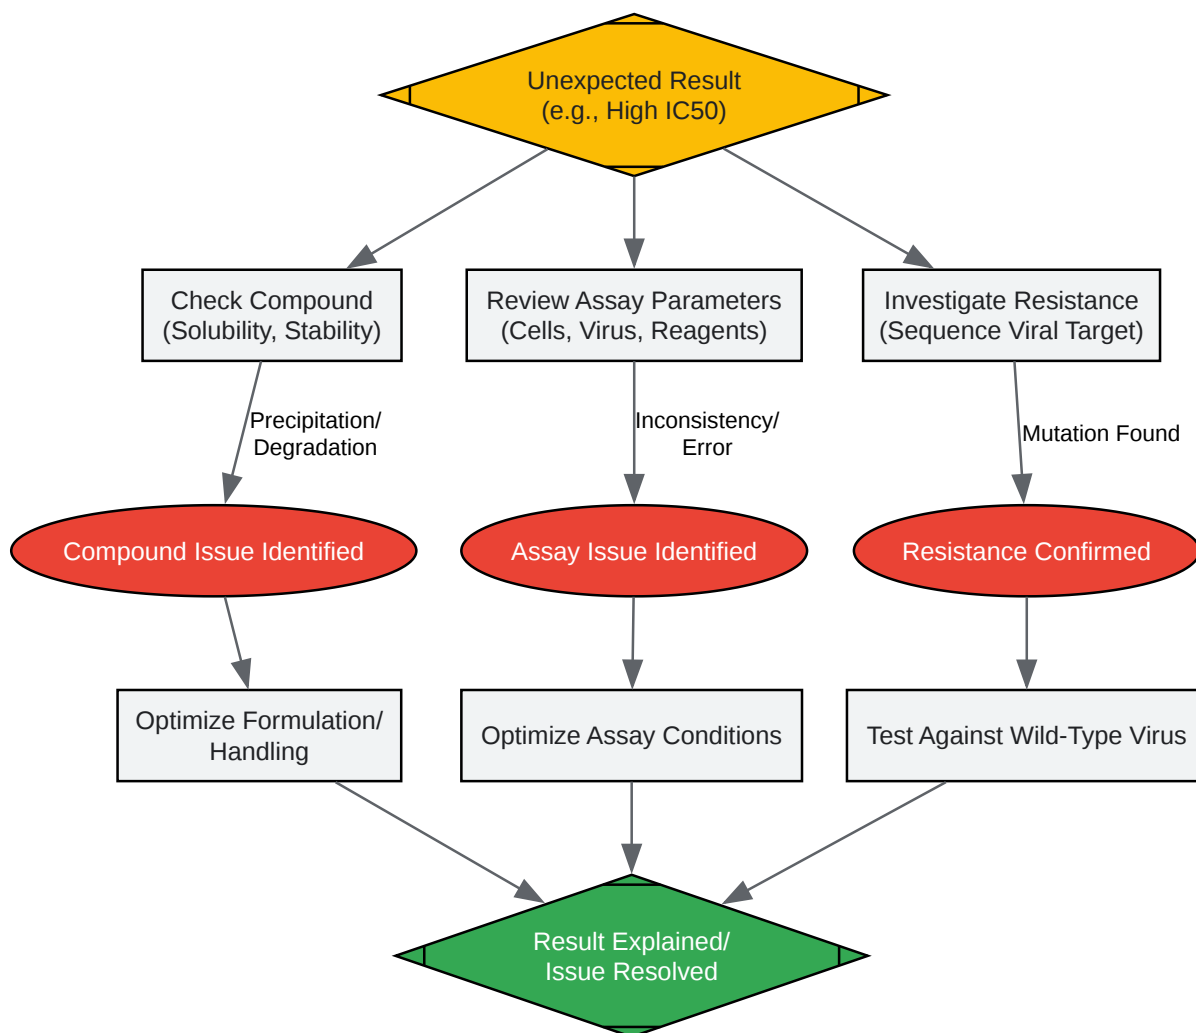 Unexpected Result
(e.g., High IC50)
Check Compound
(Solubility, Stability)
Review Assay Parameters
(Cells, Virus, Reagents)
Investigate Resistance
(Sequence Viral Target)
Precipitation/
Degradation
Inconsistency/
Error
Mutation Found
Compound Issue Identified
Assay Issue Identified
Resistance Confirmed
Optimize Formulation/
Handling
Optimize Assay Conditions
Test Against Wild-Type Virus
Result Explained/
Issue Resolved